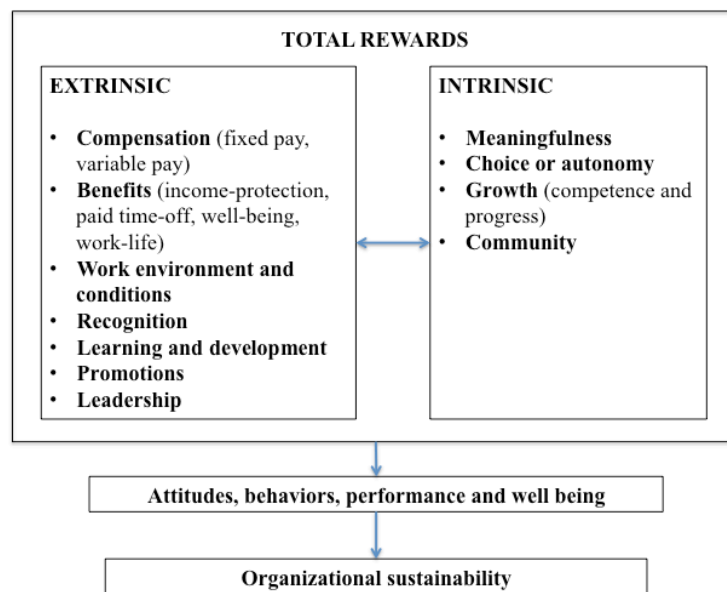 TOTAL REWARDS
EXTRINSIC
• Compensation (fixed pay,
variable pay)
• Benefits (income-protection,
paid time-off, well-being,
work-life)
• Work environment and
conditions
• Recognition
• Learning and development
• Promotions
• Leadership
INTRINSIC
• Meaningfulness
• Choice or autonomy
• Growth (competence and
progress)
• Community
Attitudes, behaviors, performance and well being
Organizational sustainability